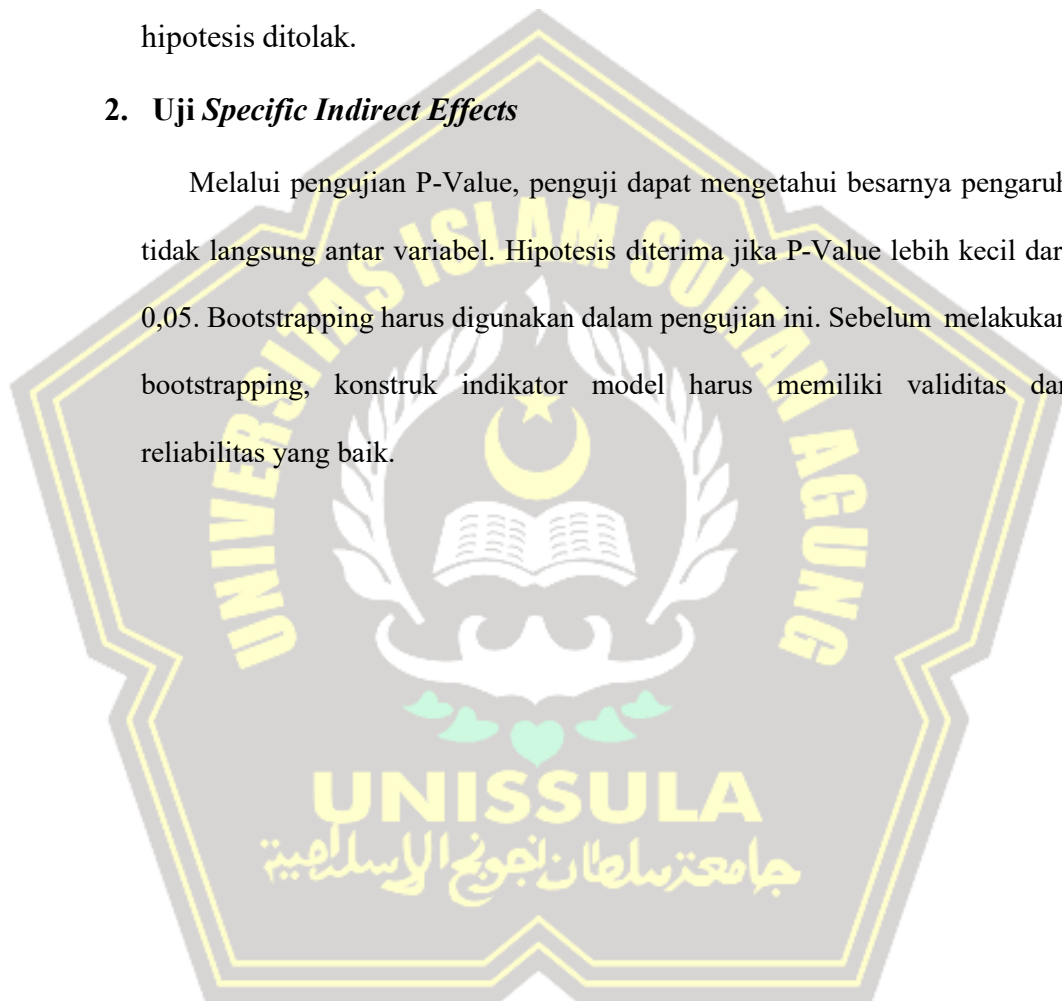 hipotesis ditolak.
2. Uji Specific Indirect Effects
Melalui pengujian P-Value, penguji dapat mengetahui besarnya pengaruh
tidak langsung antar variabel. Hipotesis diterima jika P-Value lebih kecil dar
0,05. Bootstrapping harus digunakan dalam pengujian ini. Sebelum melakukan
bootstrapping, konstruk indikator model harus memiliki validitas dan
reliabilitas yang baik.
UNIVERSITAS ISLAM SULTAN AGUNG
UNISSULA
جامعة سلطان أجونج الإسلامية